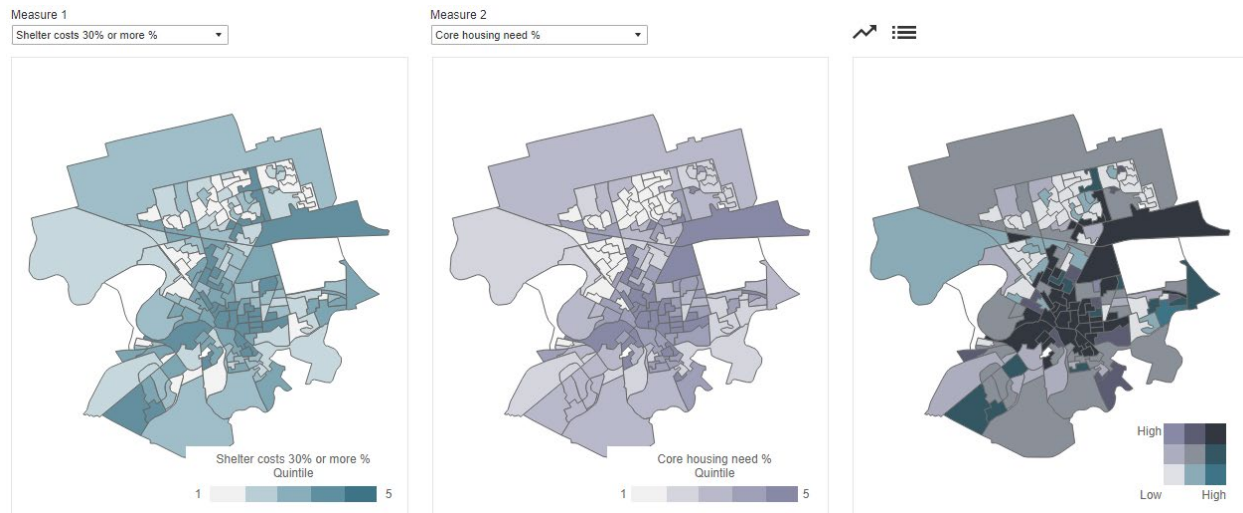 Measure 1
Shelter costs 30% or more %
Measure 2
Core housing need %
Shelter costs 30% or more %
Quintile
1 5
Core housing need %
Quintile
1 5
High
Low High